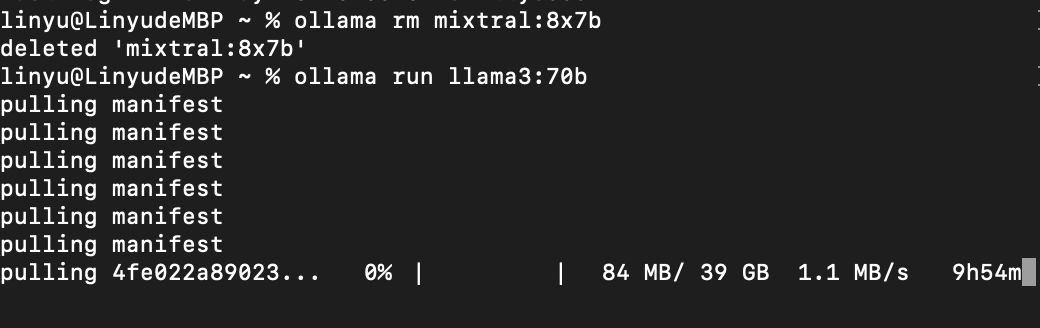 linyu@LinyudeMBP ~ % ollama rm mixtral:8x7b
deleted 'mixtral:8x7b'
linyu@LinyudeMBP ~ % ollama run llama3:70b
pulling manifest
pulling manifest
pulling manifest
pulling manifest
pulling manifest
pulling manifest
pulling 4fe022a89023...   0% |          |  84 MB/ 39 GB  1.1 MB/s   9h54m